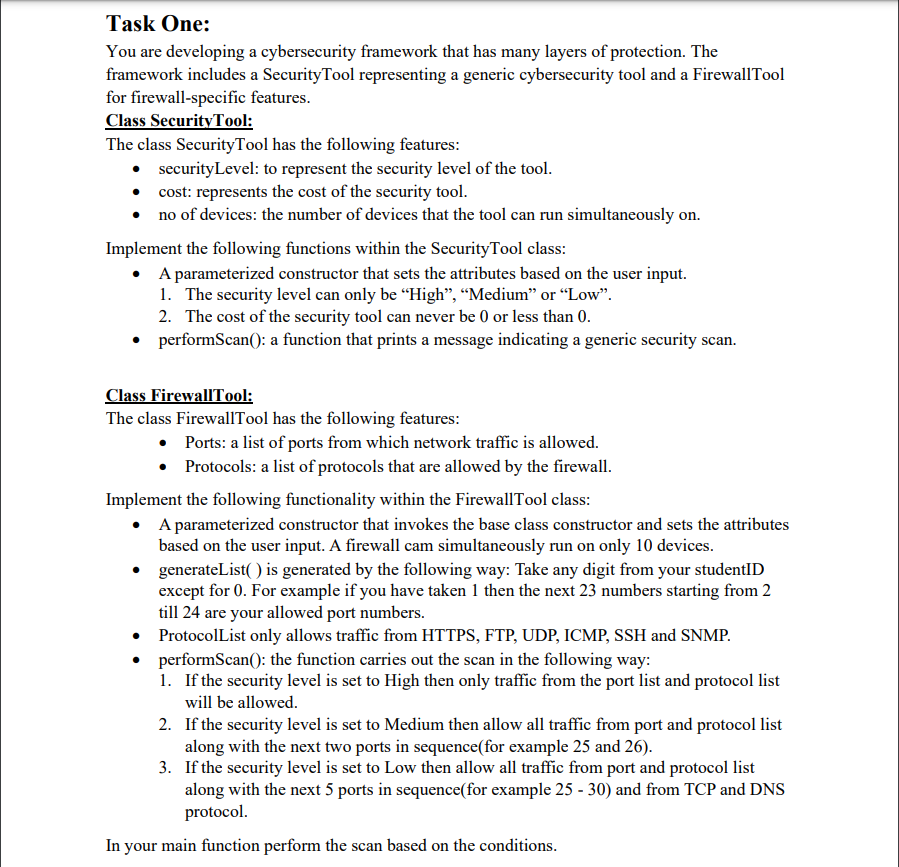 Task One:
You are developing a cybersecurity framework that has many layers of protection. The
framework includes a SecurityTool representing a generic cybersecurity tool and a FirewallTool
for firewall-specific features.
Class SecurityTool:
The class SecurityTool has the following features:
• securityLevel: to represent the security level of the tool.
• cost: represents the cost of the security tool.
• no of devices: the number of devices that the tool can run simultaneously on.
Implement the following functions within the SecurityTool class:
• A parameterized constructor that sets the attributes based on the user input.
1. The security level can only be “High”, “Medium” or “Low”.
2. The cost of the security tool can never be 0 or less than 0.
• performScan(): a function that prints a message indicating a generic security scan.
Class FirewallTool:
The class FirewallTool has the following features:
• Ports: a list of ports from which network traffic is allowed.
• Protocols: a list of protocols that are allowed by the firewall.
Implement the following functionality within the FirewallTool class:
• A parameterized constructor that invokes the base class constructor and sets the attributes
based on the user input. A firewall cam simultaneously run on only 10 devices.
• generateList( ) is generated by the following way: Take any digit from your studentID
except for 0. For example if you have taken 1 then the next 23 numbers starting from 2
till 24 are your allowed port numbers.
• ProtocolList only allows traffic from HTTPS, FTP, UDP, ICMP, SSH and SNMP.
• performScan(): the function carries out the scan in the following way:
1. If the security level is set to High then only traffic from the port list and protocol list
will be allowed.
2. If the security level is set to Medium then allow all traffic from port and protocol list
along with the next two ports in sequence(for example 25 and 26).
3. If the security level is set to Low then allow all traffic from port and protocol list
along with the next 5 ports in sequence(for example 25 - 30) and from TCP and DNS
protocol.
In your main function perform the scan based on the conditions.